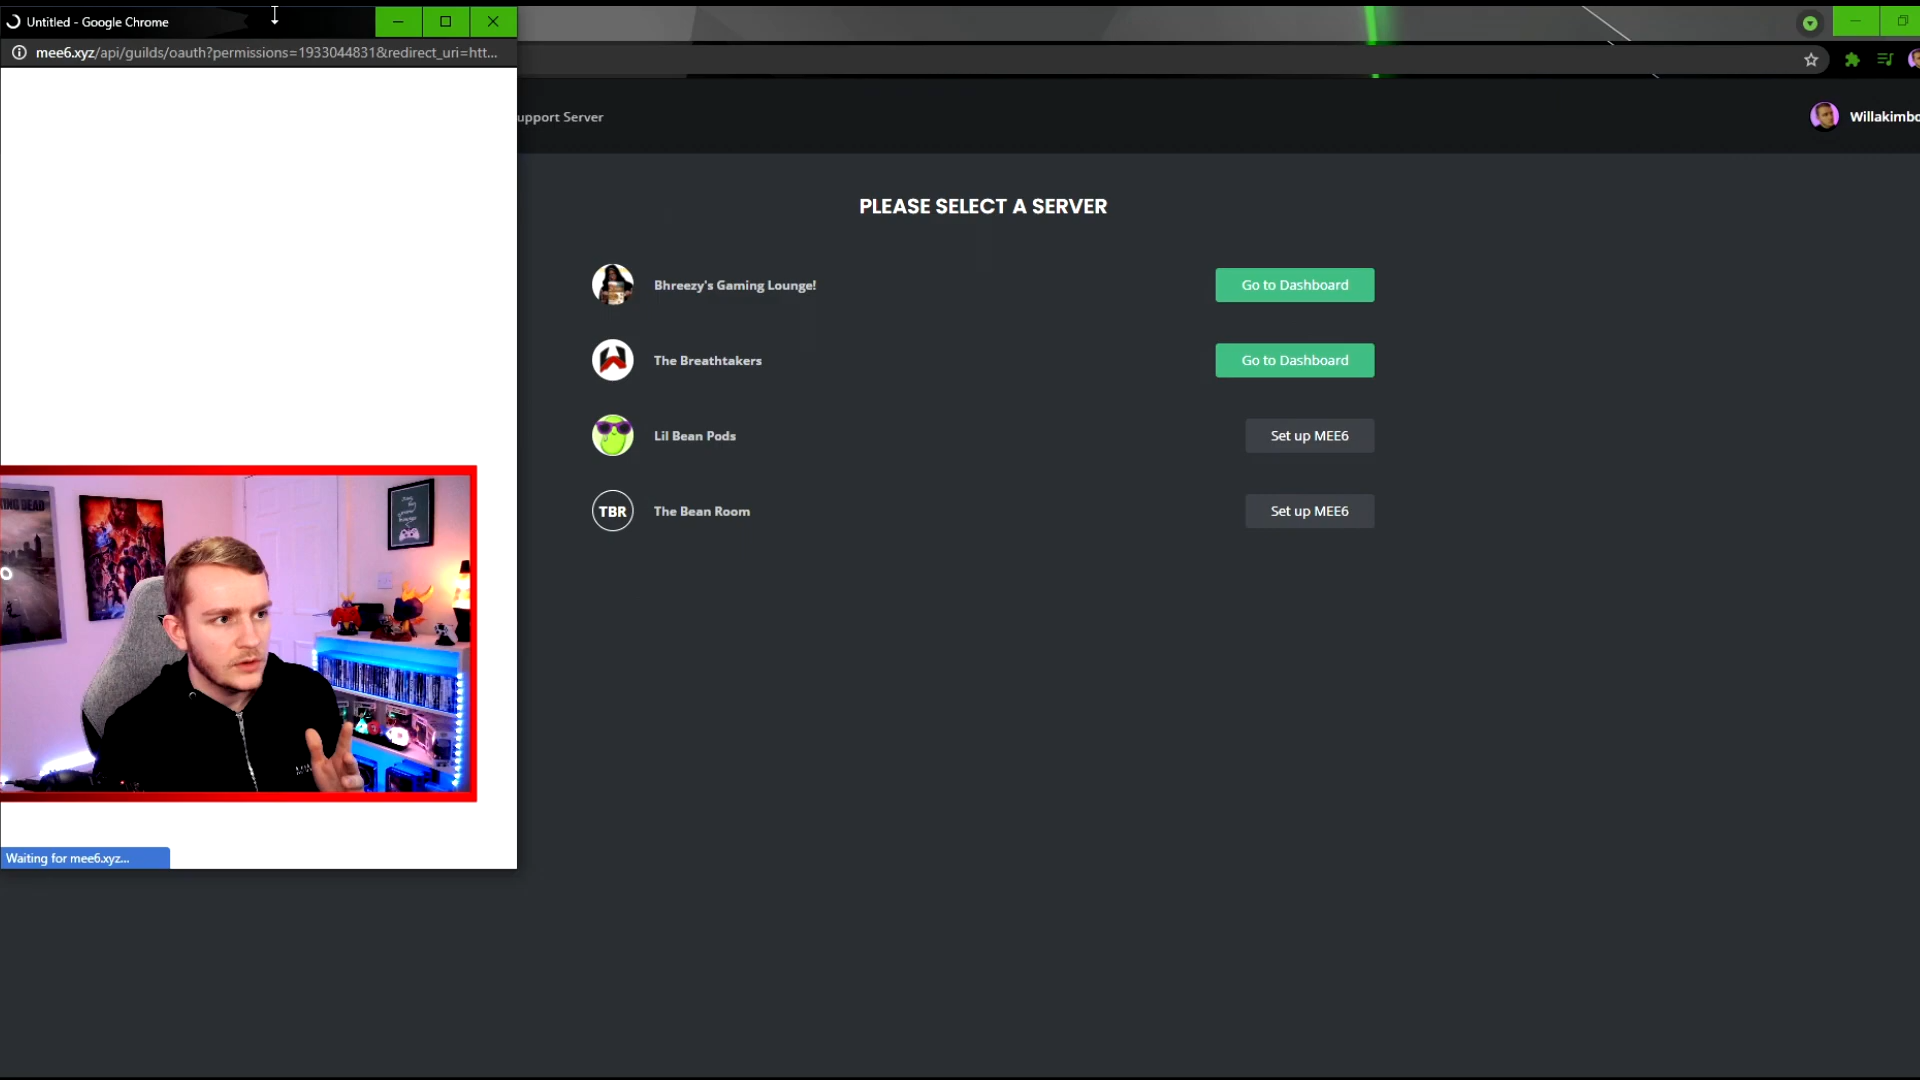 Untitled - Google Chrome
mee6.xyz/api/guilds/oauth?permissions=1933044831&redirect_uri=htt...
upport Server
Willakimbo
PLEASE SELECT A SERVER
Bhreezy's Gaming Lounge!
Go to Dashboard
The Breathtakers
Go to Dashboard
Lil Bean Pods
Set up MEE6
TBR
The Bean Room
Set up MEE6
KING DEAD
Waiting for mee6.xyz...